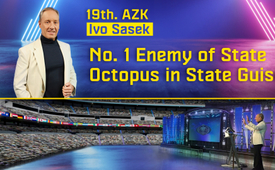 19th. AZK
Ivo Sasek
No. 1 Enemy of State
Octopus in State Guis